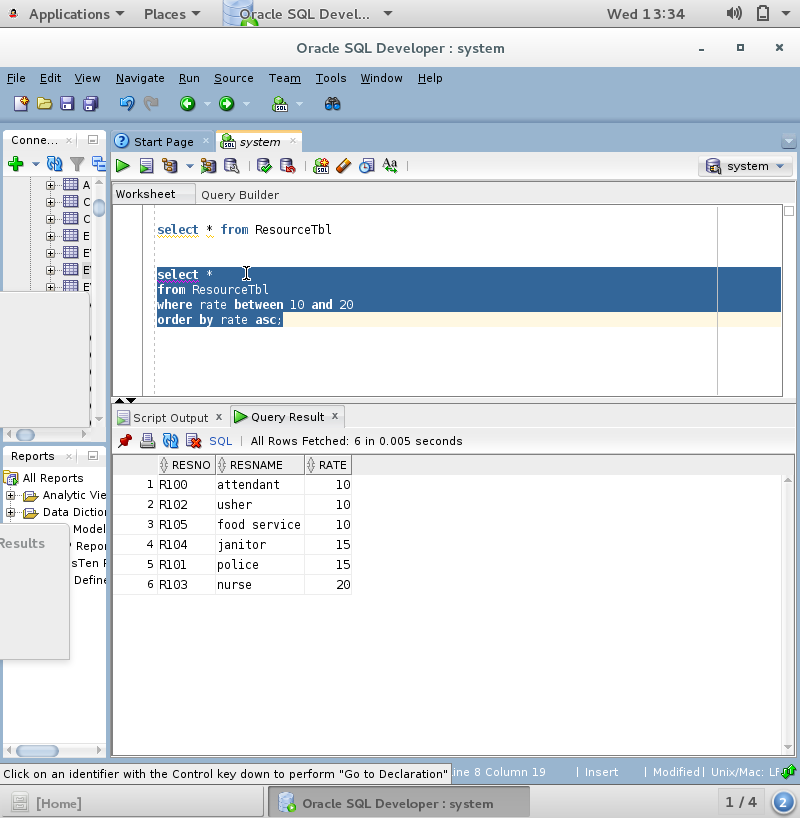 Applications Places Oracle SQL Devel... Wed 13:34
Oracle SQL Developer : system
File Edit View Navigate Run Source Team Tools Window Help
Conne... Start Page system
system
Worksheet Query Builder
A
C
C
E
E
select * from ResourceTbl
select *
from ResourceTbl
where rate between 10 and 20
order by rate asc;
Script Output Query Result
SQL All Rows Fetched: 6 in 0.005 seconds
RESNO RESNAME RATE
1 R100 attendant 10
2 R102 usher 10
3 R105 food service 10
4 R104 janitor 15
5 R101 police 15
6 R103 nurse 20
Reports
All Reports
Analytic Vie
Data Diction
Model
Repor
sTen R
Define
Results
Click on an identifier with the Control key down to perform "Go to Declaration"
Line 8 Column 19 | Insert | Modified | Unix/Mac: LF
[Home] Oracle SQL Developer : system 1 / 4 2